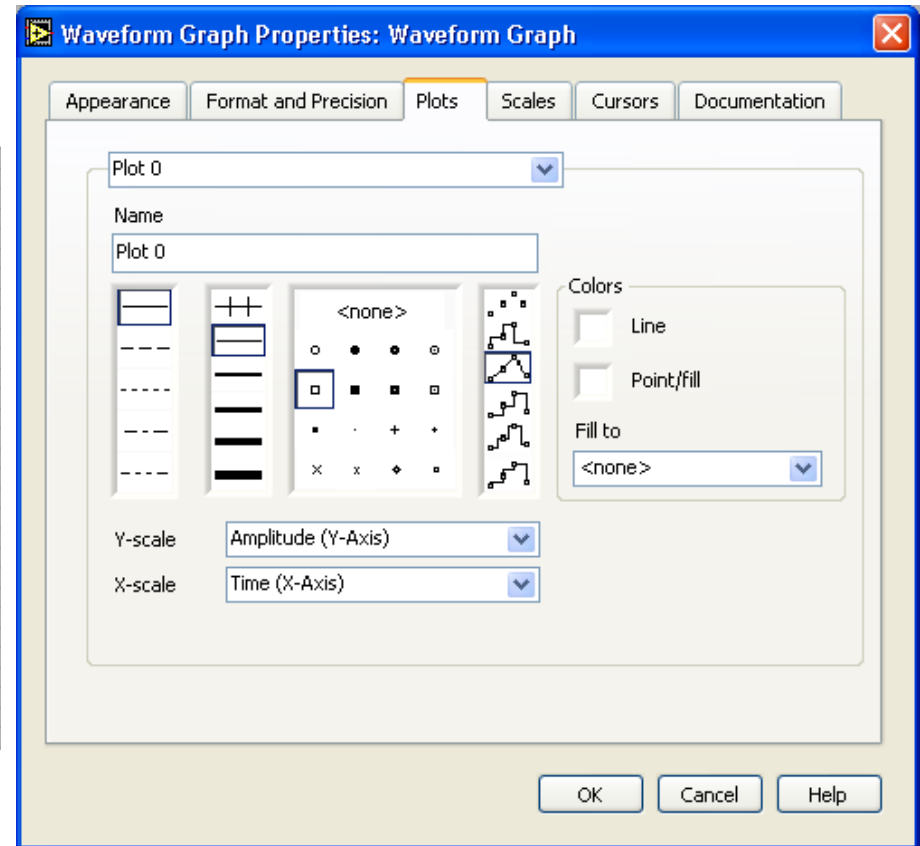 Waveform Graph Properties: Waveform Graph
Appearance Format and Precision Plots Scales Cursors Documentation
Plot 0
Name
Plot 0
<none>
Colors
Line
Point/fill
Fill to
<none>
Y-scale Amplitude (Y-Axis)
X-scale Time (X-Axis)
OK Cancel Help